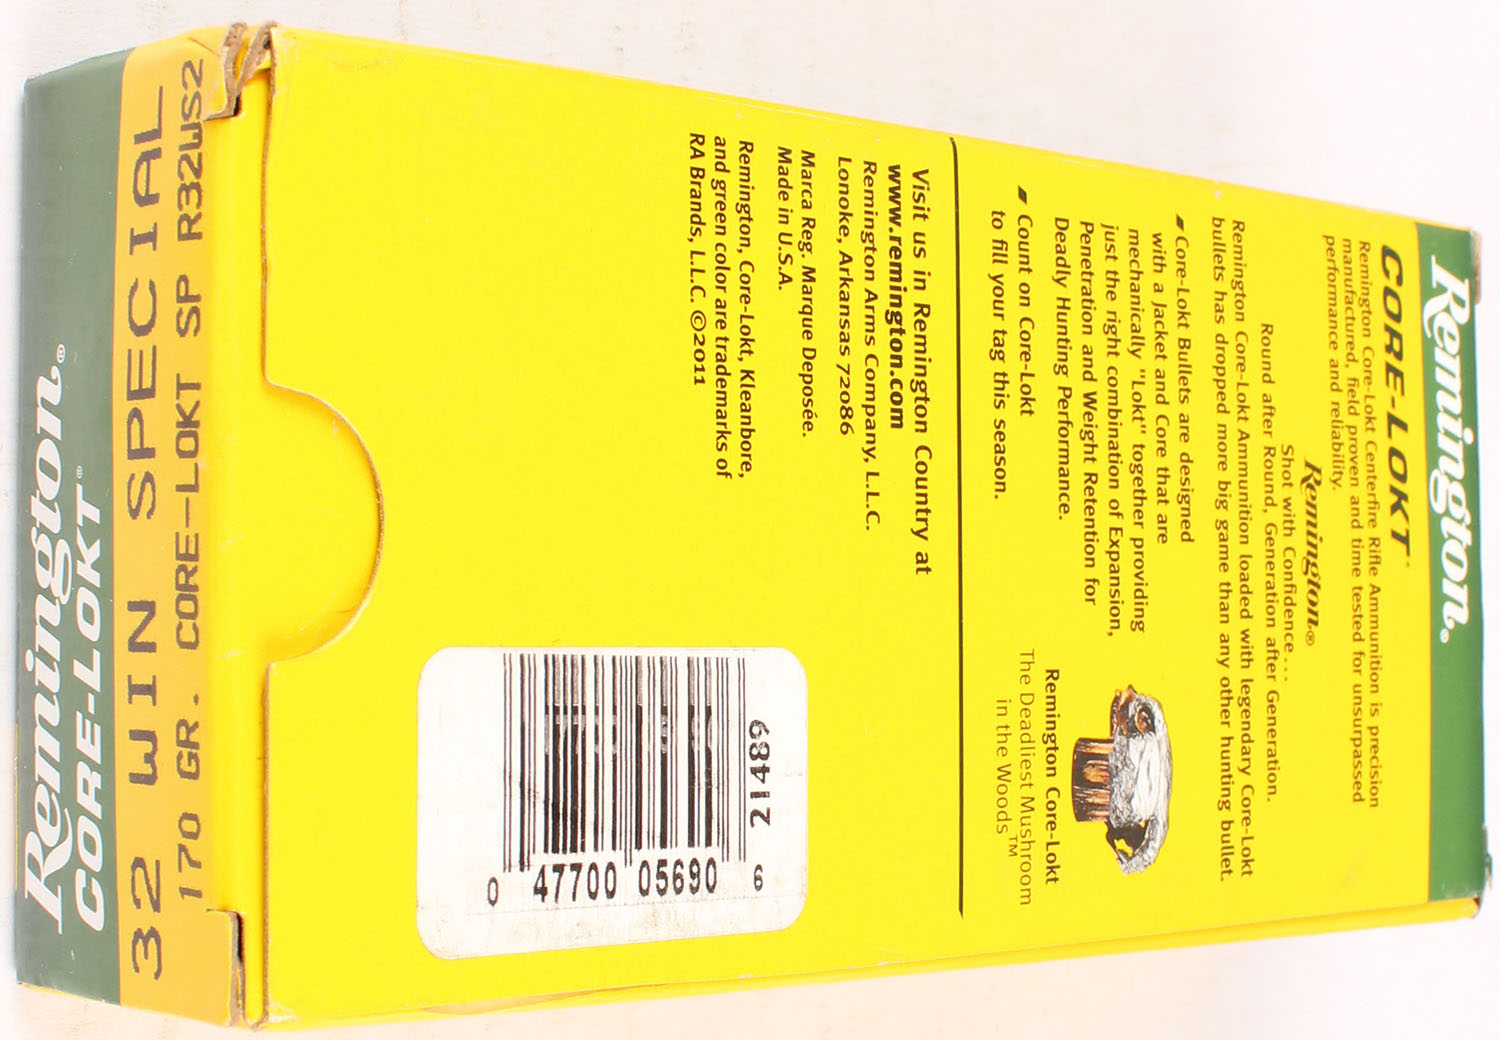 Remington®
CORE-LOKT®
32 WIN SPECIAL
170 GR. CORE-LOKT SP R32WS2
Remington®
CORE-LOKT®
Remington Core-Lokt Centerfire Rifle Ammunition is precision
manufactured, field proven and time tested for unsurpassed
performance and reliability.
Remington®
Shot with Confidence...
Round after Round, Generation after Generation.
Remington Core-Lokt Ammunition loaded with legendary Core-Lokt
bullets has dropped more big game than any other hunting bullet.
Core-Lokt Bullets are designed
with a Jacket and Core that are
mechanically "Lokt" together providing
just the right combination of Expansion,
Penetration and Weight Retention for
Deadly Hunting Performance.
Count on Core-Lokt
to fill your tag this season.
Remington Core-Lokt
The Deadliest Mushroom
in the Woods™
Visit us in Remington Country at
www.remington.com
Remington Arms Company, L.L.C.
Lonoke, Arkansas 72086
Marca Reg. Marque Deposée.
Made in U.S.A.
Remington, Core-Lokt, Kleanbore,
and green color are trademarks of
RA Brands, L.L.C. ©2011
21489
0 47700 05690 6